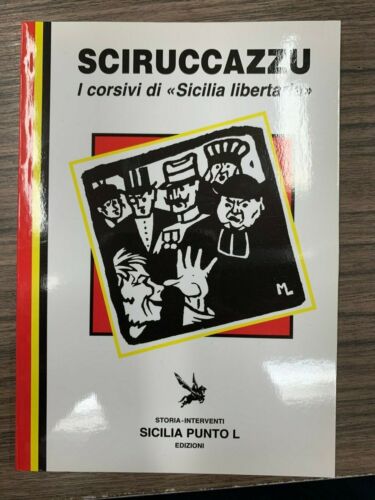 SCIRUCCAZZU
I corsivi di «Sicilia libertaria»
ML
STORIA-INTERVENTI
SICILIA PUNTO L
EDIZIONI